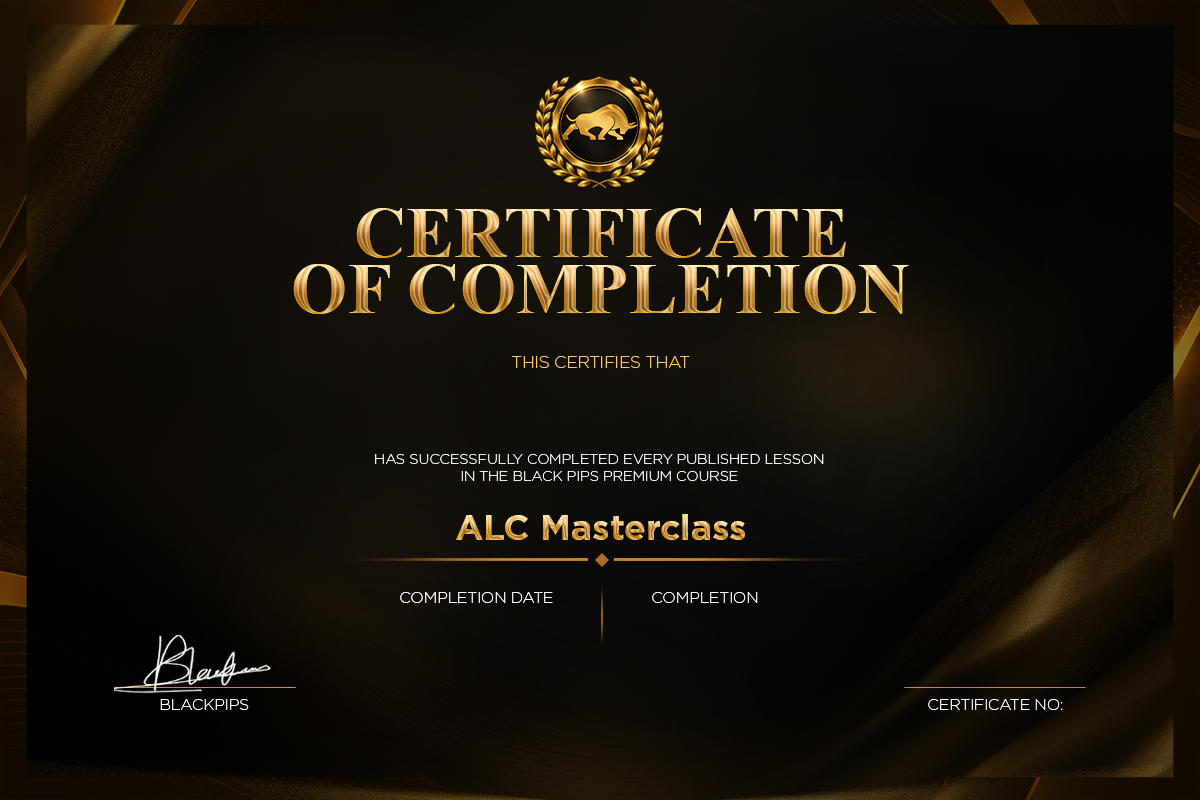 CERTIFICATE
OF COMPLETION
THIS CERTIFIES THAT
HAS SUCCESSFULLY COMPLETED EVERY PUBLISHED LESSON
IN THE BLACK PIPS PREMIUM COURSE
ALC Masterclass
COMPLETION DATE
COMPLETION
Blackpips
BLACKPIPS
CERTIFICATE NO: